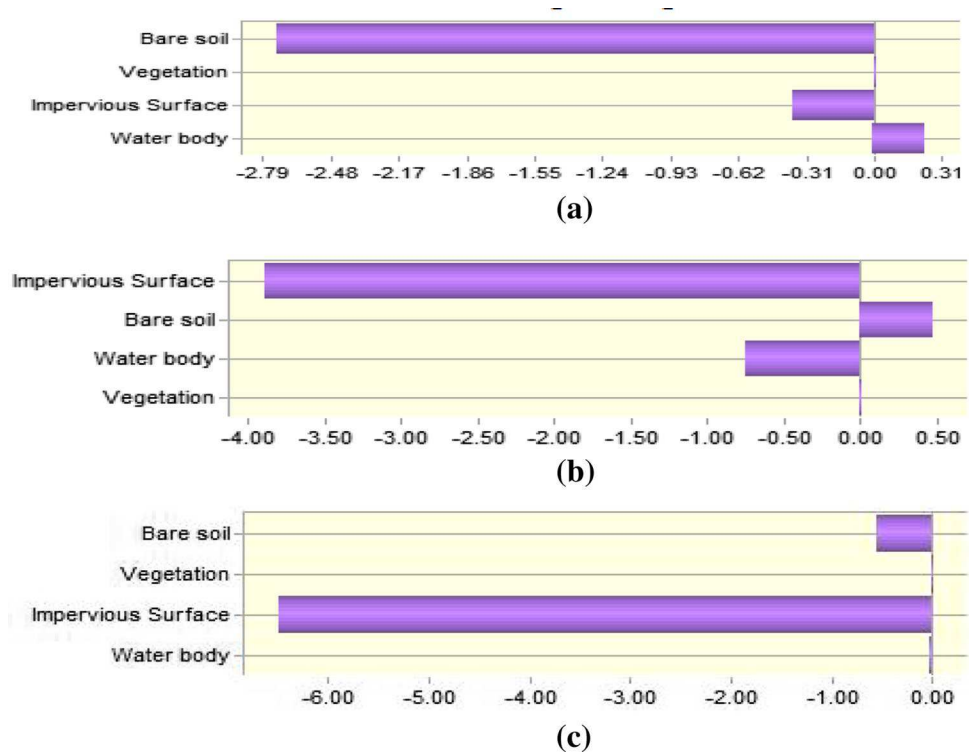 Bare soil
Vegetation
Impervious Surface
Water body
-2.79 -2.48 -2.17 -1.86 -1.55 -1.24 -0.93 -0.62 -0.31 0.00 0.31
(a)
Impervious Surface
Bare soil
Water body
Vegetation
-4.00 -3.50 -3.00 -2.50 -2.00 -1.50 -1.00 -0.50 0.00 0.50
(b)
Bare soil
Vegetation
Impervious Surface
Water body
-6.00 -5.00 -4.00 -3.00 -2.00 -1.00 0.00
(c)